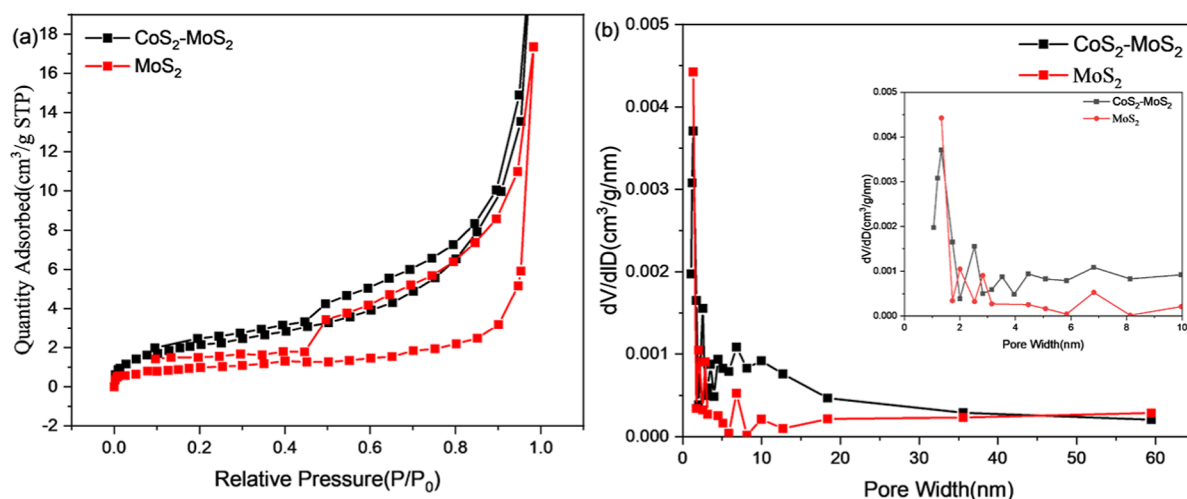 (a)
CoS₂-MoS₂
MoS₂
Quantity Adsorbed(cm³/g STP)
18
16
14
12
10
8
6
4
2
0
-2
0.0 0.2 0.4 0.6 0.8 1.0
Relative Pressure(P/P₀)
(b)
CoS₂-MoS₂
MoS₂
dV/dlD(cm³/g/nm)
0.005
0.004
0.003
0.002
0.001
0.000
0 10 20 30 40 50 60
Pore Width(nm)
CoS₂-MoS₂
MoS₂
dV/dD(cm³/g/nm)
0.005
0.004
0.003
0.002
0.001
0.000
0 2 4 6 8 10
Pore Width(nm)